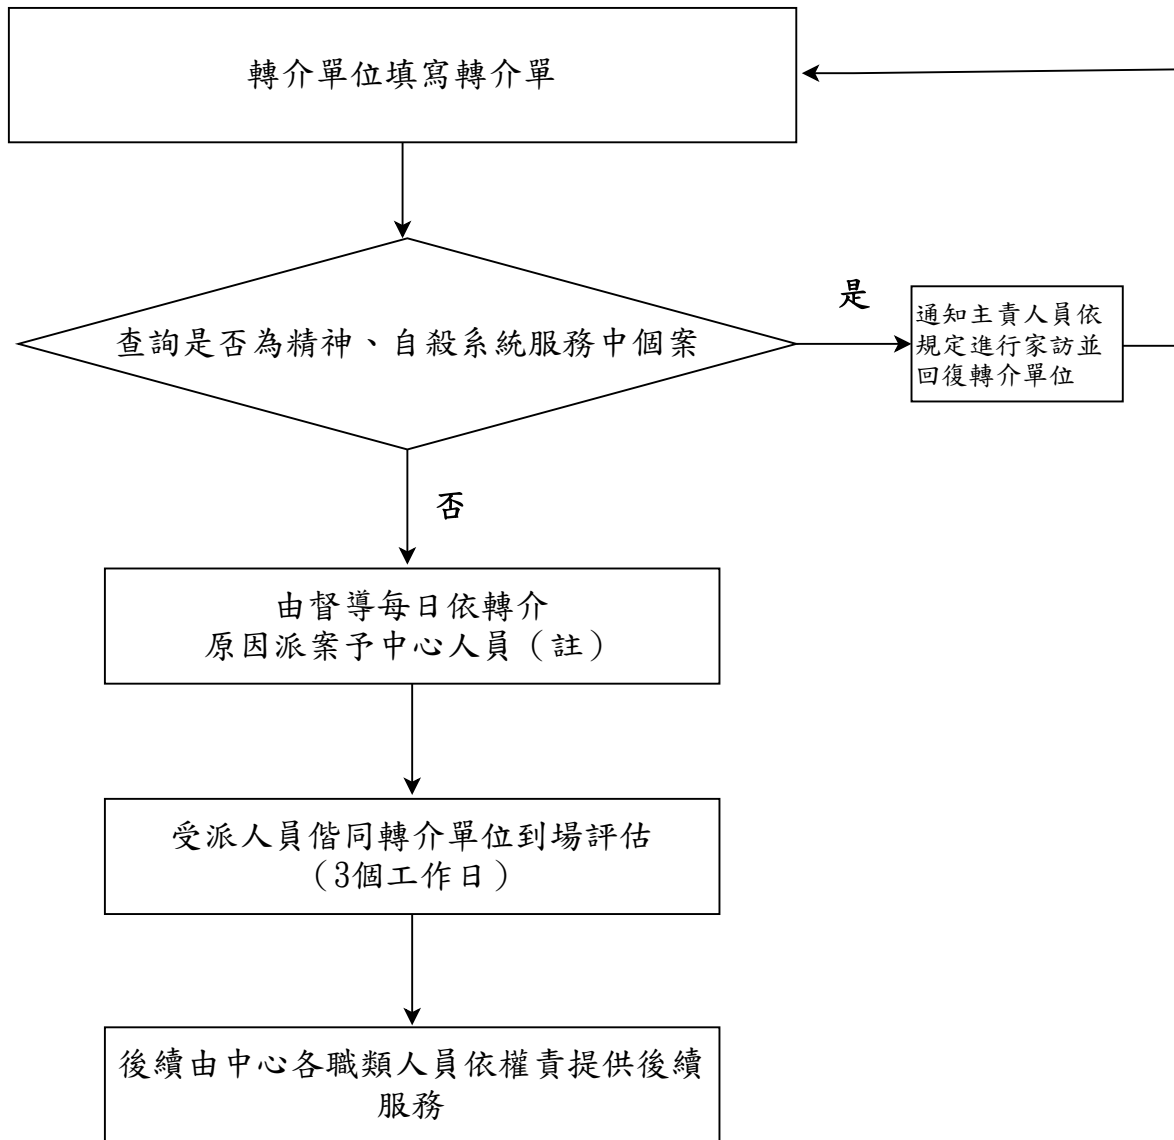 轉介單位填寫轉介單
查詢是否為精神、自殺系統服務中個案
是
通知主責人員依
規定進行家訪並
回復轉介單位
否
由督導每日依轉介
原因派案予中心人員（註）
受派人員偕同轉介單位到場評估
（3個工作日）
後續由中心各職類人員依權責提供後續
服務